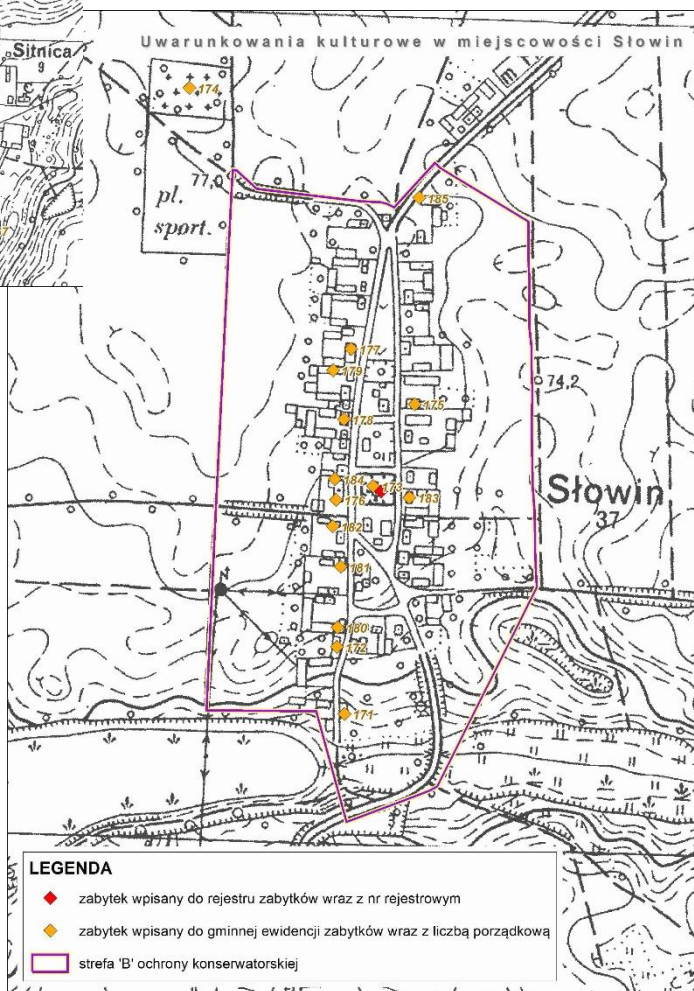 Uwarunkowania kulturowe w miejscowości Słowin
Sitnica
9
174
77,0
pl.
sport.
185
177
179
74,2
175
178
184
173
176
183
Słowin
37
182
181
180
172
171
LEGENDA
zabytek wpisany do rejestru zabytków wraz z nr rejestrowym
zabytek wpisany do gminnej ewidencji zabytków wraz z liczbą porządkową
strefa 'B' ochrony konserwatorskiej